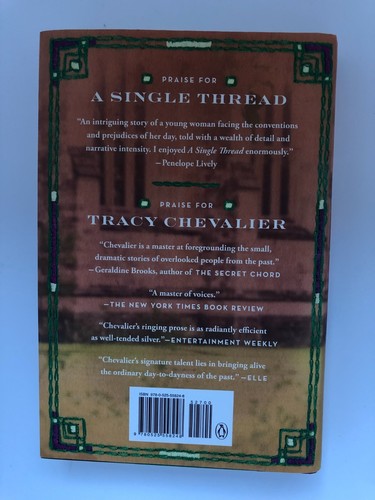 PRAISE FOR
A SINGLE THREAD
"An intriguing story of a young woman facing the conventions
and prejudices of her day, told with a wealth of detail and
narrative intensity. I enjoyed A Single Thread enormously."
—Penelope Lively
PRAISE FOR
TRACY CHEVALIER
"Chevalier is a master at foregrounding the small,
dramatic stories of overlooked people from the past."
—Geraldine Brooks, author of THE SECRET CHORD
"A master of voices."
—THE NEW YORK TIMES BOOK REVIEW
"Chevalier's ringing prose is as radiantly efficient
as well-tended silver."—ENTERTAINMENT WEEKLY
"Chevalier's signature talent lies in bringing alive
the ordinary day-to-dayness of the past." —ELLE